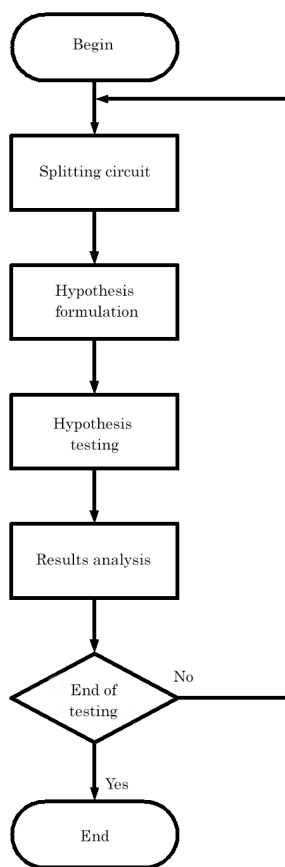 Begin
Splitting circuit
Hypothesis
formulation
Hypothesis
testing
Results analysis
End of
testing
No
Yes
End